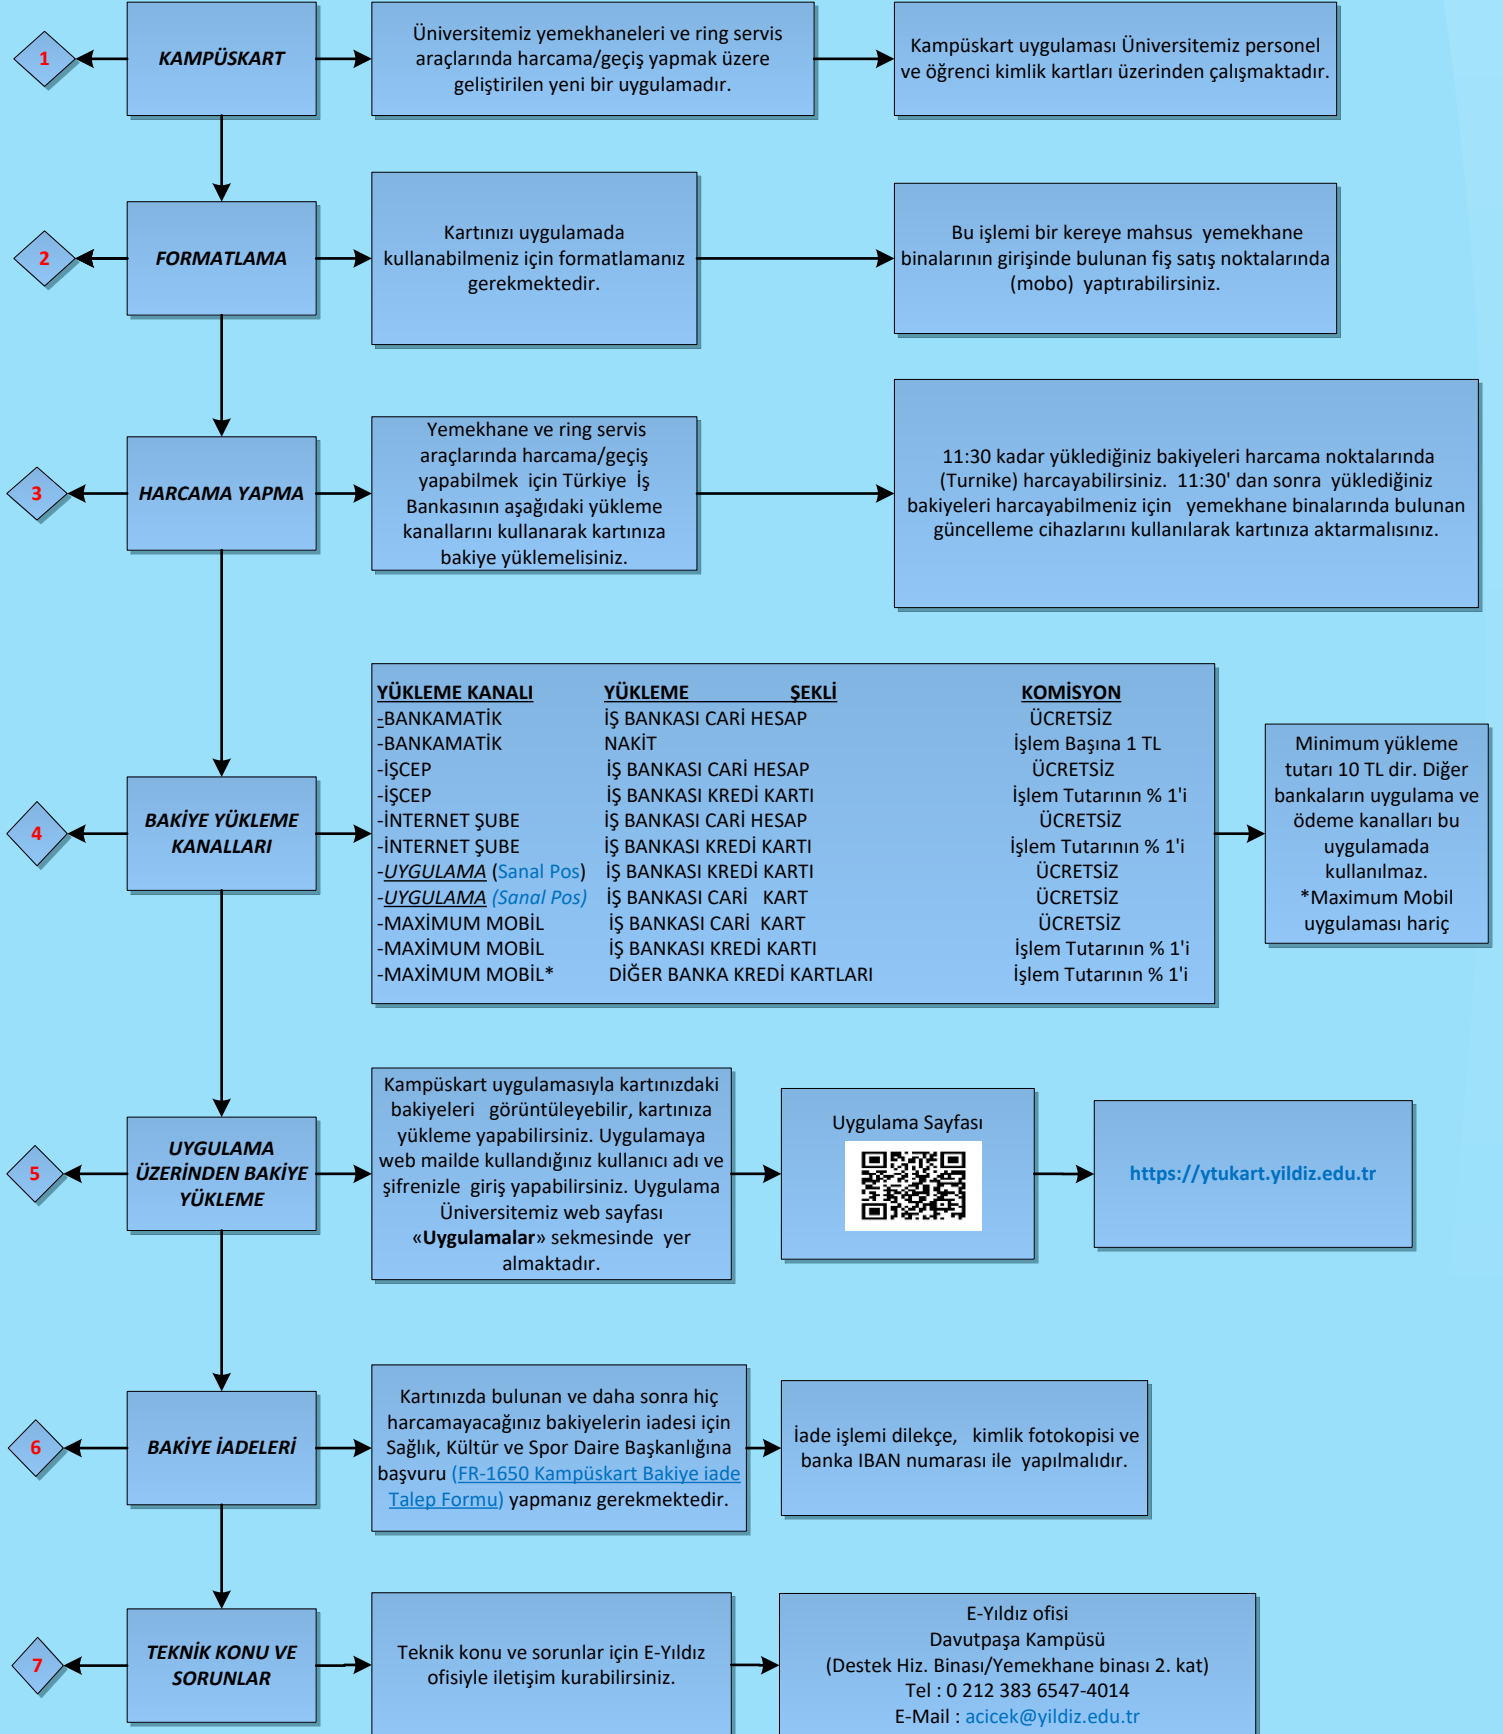 1
KAMPÜSKART
Üniversitemiz yemekhaneleri ve ring servis
araçlarında harcama/geçiş yapmak üzere
geliştirilen yeni bir uygulamadır.
Kampüskart uygulaması Üniversitemiz personel
ve öğrenci kimlik kartları üzerinden çalışmaktadır.
2
FORMATLAMA
Kartınızı uygulamada
kullanabilmeniz için formatlamanız
gerekmektedir.
Bu işlemi bir kereye mahsus yemekhane
binalarının girişinde bulunan fiş satış noktalarında
(mobo) yaptırabilirsiniz.
3
HARCAMA YAPMA
Yemekhane ve ring servis
araçlarında harcama/geçiş
yapabilmek için Türkiye İş
Bankasının aşağıdaki yükleme
kanallarını kullanarak kartınıza
bakiye yüklemelisiniz.
11:30 kadar yüklediğiniz bakiyeleri harcama noktalarında
(Turnike) harcayabilirsiniz. 11:30' dan sonra yüklediğiniz
bakiyeleri harcayabilmeniz için yemekhane binalarında bulunan
güncelleme cihazlarını kullanılarak kartınıza aktarmalısınız.
4
BAKİYE YÜKLEME
KANALLARI
YÜKLEME KANALI YÜKLEME ŞEKLİ KOMİSYON
-BANKAMATİK İŞ BANKASI CARİ HESAP ÜCRETSİZ
-BANKAMATİK NAKİT İşlem Başına 1 TL
-İŞCEP İŞ BANKASI CARİ HESAP ÜCRETSİZ
-İŞCEP İŞ BANKASI KREDİ KARTI İşlem Tutarının % 1'i
-İNTERNET ŞUBE İŞ BANKASI CARİ HESAP ÜCRETSİZ
-İNTERNET ŞUBE İŞ BANKASI KREDİ KARTI İşlem Tutarının % 1'i
-UYGULAMA (Sanal Pos) İŞ BANKASI KREDİ KARTI ÜCRETSİZ
-UYGULAMA (Sanal Pos) İŞ BANKASI CARİ KART ÜCRETSİZ
-MAXİMUM MOBİL İŞ BANKASI CARİ KART ÜCRETSİZ
-MAXİMUM MOBİL İŞ BANKASI KREDİ KARTI İşlem Tutarının % 1'i
-MAXİMUM MOBİL* DİĞER BANKA KREDİ KARTLARI İşlem Tutarının % 1'i
Minimum yükleme
tutarı 10 TL dir. Diğer
bankaların uygulama ve
ödeme kanalları bu
uygulamada
kullanılmaz.
*Maximum Mobil
uygulaması hariç
5
UYGULAMA
ÜZERİNDEN BAKİYE
YÜKLEME
Kampüskart uygulamasıyla kartınızdaki
bakiyeleri görüntüleyebilir, kartınıza
yükleme yapabilirsiniz. Uygulamaya
web mailde kullandığınız kullanıcı adı ve
şifrenizle giriş yapabilirsiniz. Uygulama
Üniversitemiz web sayfası
«Uygulamalar» sekmesinde yer
almaktadır.
Uygulama Sayfası
https://ytukart.yildiz.edu.tr
6
BAKİYE İADELERİ
Kartınızda bulunan ve daha sonra hiç
harcamayacağınız bakiyelerin iadesi için
Sağlık, Kültür ve Spor Daire Başkanlığına
başvuru (FR-1650 Kampüskart Bakiye iade
Talep Formu) yapmanız gerekmektedir.
İade işlemi dilekçe, kimlik fotokopisi ve
banka IBAN numarası ile yapılmalıdır.
7
TEKNİK KONU VE
SORUNLAR
Teknik konu ve sorunlar için E-Yıldız
ofisiyle iletişim kurabilirsiniz.
E-Yıldız ofisi
Davutpaşa Kampüsü
(Destek Hiz. Binası/Yemekhane binası 2. kat)
Tel : 0 212 383 6547-4014
E-Mail : acicek@yildiz.edu.tr